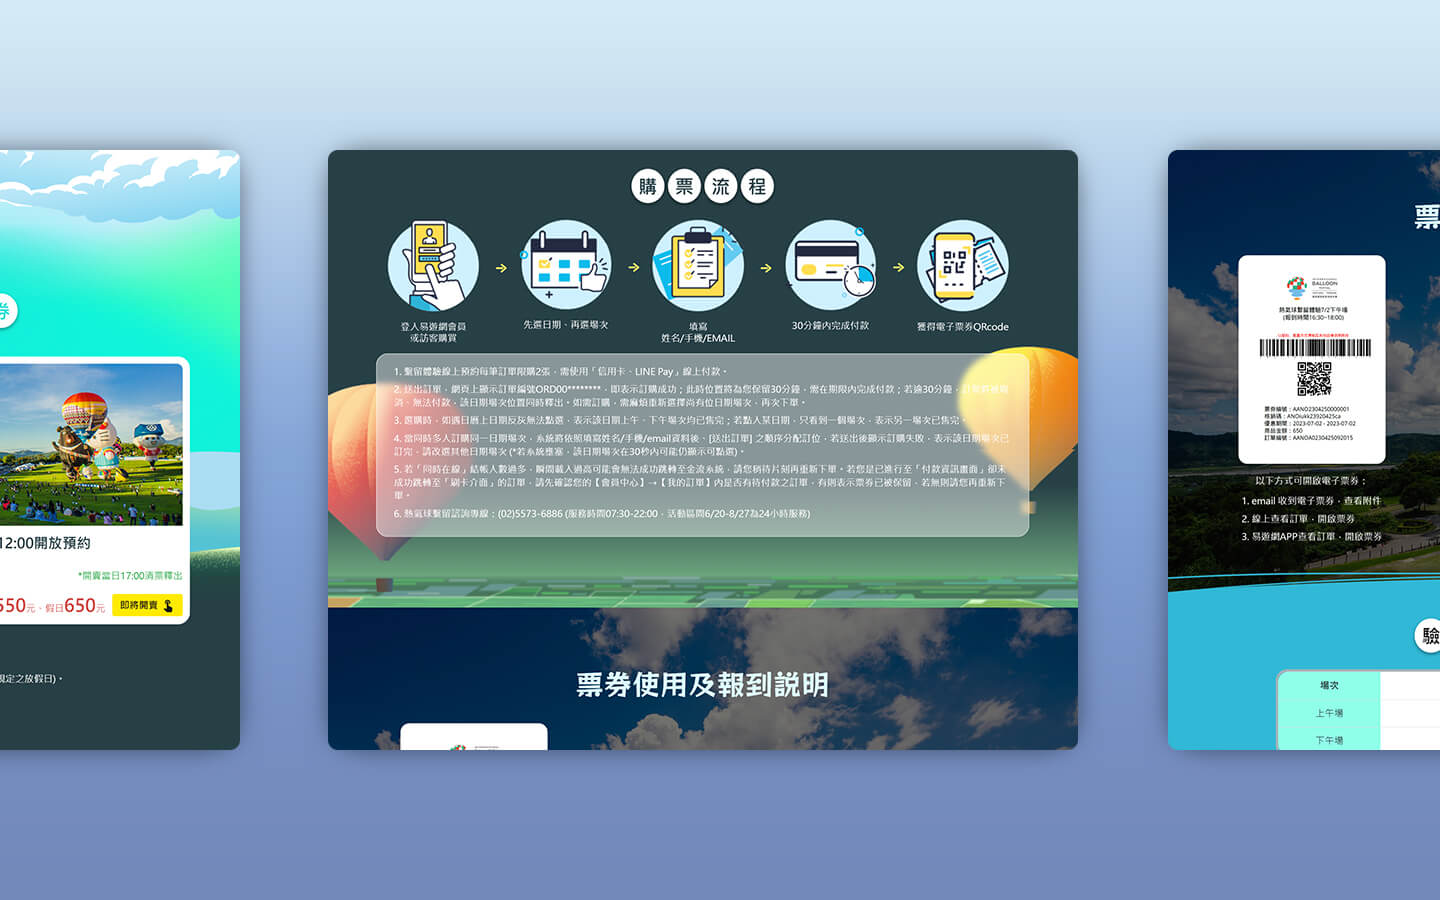 券
12:00開放預約
*開賣當日17:00清票釋出
550元、假日650元
即將開賣
規定之放假日)。
購票流程
登入易遊網會員
或訪客購買
先選日期、再選場次
填寫
姓名/手機/EMAIL
30分鐘內完成付款
獲得電子票券QRcode
1. 繫留體驗線上預約每筆訂單限購2張，需使用「信用卡、LINE Pay」線上付款。
2. 送出訂單，網頁上顯示訂單編號ORD00********，即表示訂購成功；此時位置將為您保留30分鐘，需在期限內完成付款；若逾30分鐘，訂單將被取
消、無法付款，該日期場次位置同時釋出。如需訂購，需麻煩重新選擇尚有位日期場次，再次下單。
3. 選購時，如遇日曆上日期反灰無法點選，表示該日期上午、下午場次均已售完；若點入某日期，只看到一個場次，表示另一場次已售完。
4. 當同時多人訂購同一日期場次，系統將依照填寫姓名/手機/email資料後，[送出訂單] 之順序分配訂位，若送出後顯示訂購失敗，表示該日期場次已
訂完，請改選其他日期場次 (*若系統壅塞，該日期場次在30秒內可能仍顯示可點選)。
5. 若「同時在線」結帳人數過多，瞬間載入過高可能會無法成功跳轉至金流系統，請您稍待片刻再重新下單。若您是已進行至「付款資訊畫面」卻未
成功跳轉至「刷卡介面」的訂單，請先確認您的【會員中心】→【我的訂單】內是否有待付款之訂單，有則表示票券已被保留，若無則請您再重新下
單。
6. 熱氣球繫留諮詢專線：(02)5573-6886 (服務時間07:30-22:00，活動區間6/20-8/27為24小時服務)
票券使用及報到說明
票
BALLOON
熱氣球繫留體驗7/2下午場
(報到時間16:30~18:00)
票券編號：AANO2304250000001
核銷碼：ANOiukk23920425ca
優惠期間：2023-07-02 - 2023-07-02
商品金額：650
訂單編號：AANOA0230425092015
以下方式可開啟電子票券：
1. email 收到電子票券，查看附件
2. 線上查看訂單，開啟票券
3. 易遊網APP查看訂單，開啟票券
驗
場次
上午場
下午場